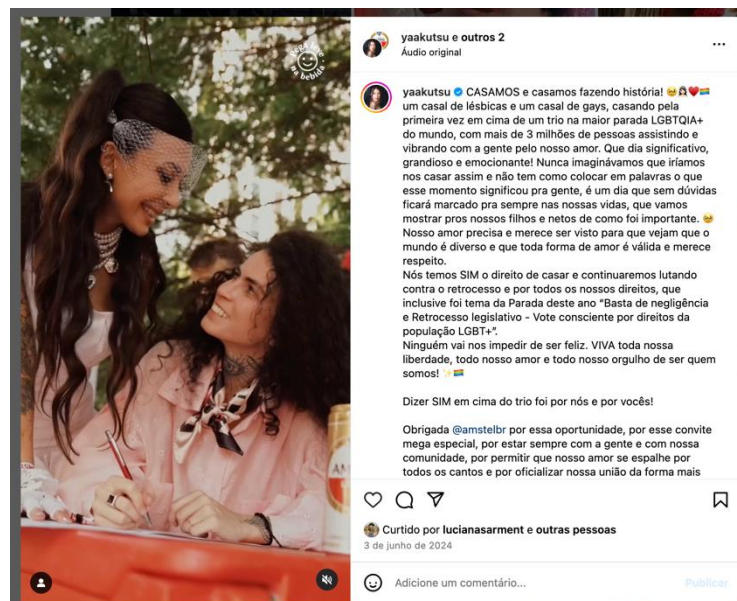 pega leve
na bebida
yaakutsu e outros 2
Áudio original
yaakutsu CASAMOS e casamos fazendo história! 🥹👰🏻❤️🏳️‍🌈
um casal de lésbicas e um casal de gays, casando pela
primeira vez em cima de um trio na maior parada LGBTQIA+
do mundo, com mais de 3 milhões de pessoas assistindo e
vibrando com a gente pelo nosso amor. Que dia significativo,
grandioso e emocionante! Nunca imaginávamos que iríamos
nos casar assim e não tem como colocar em palavras o que
esse momento significou pra gente, é um dia que sem dúvidas
ficará marcado pra sempre nas nossas vidas, que vamos
mostrar pros nossos filhos e netos de como foi importante. 🥹
Nosso amor precisa e merece ser visto para que vejam que o
mundo é diverso e que toda forma de amor é válida e merece
respeito.
Nós temos SIM o direito de casar e continuaremos lutando
contra o retrocesso e por todos os nossos direitos, que
inclusive foi tema da Parada deste ano “Basta de negligência
e Retrocesso legislativo - Vote consciente por direitos da
população LGBT+”.
Ninguém vai nos impedir de ser feliz. VIVA toda nossa
liberdade, todo nosso amor e todo nosso orgulho de ser quem
somos! ✨🏳️‍🌈
Dizer SIM em cima do trio foi por nós e por vocês!
Obrigada @amstelbr por essa oportunidade, por esse convite
mega especial, por estar sempre com a gente e com nossa
comunidade, por permitir que nosso amor se espalhe por
todos os cantos e por oficializar nossa união da forma mais
Curtido por lucianasarment e outras pessoas
3 de junho de 2024
Adicione um comentário...
Publicar